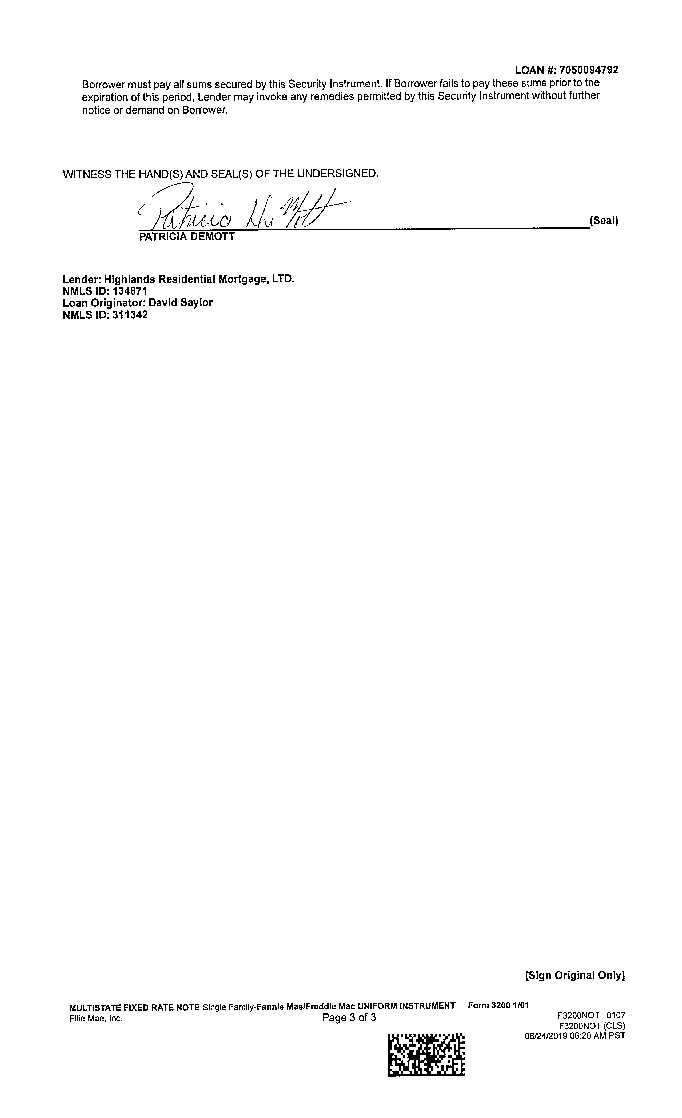 LOAN #: 7050094792
Borrower must pay all sums secured by this Security Instrument. If Borrower fails to pay these sums prior to the
expiration of this period, Lender may invoke any remedies permitted by this Security Instrument without further
notice or demand on Borrower.
WITNESS THE HAND(S) AND SEAL(S) OF THE UNDERSIGNED.
Patricia DeMott
(Seal)
PATRICIA DEMOTT
Lender: Highlands Residential Mortgage, LTD.
NMLS ID: 134871
Loan Originator: David Saylor
NMLS ID: 311342
[Sign Original Only]
MULTISTATE FIXED RATE NOTE-Single Family-Fannie Mae/Freddie Mac UNIFORM INSTRUMENT Form 3200 1/01
Ellie Mae, Inc. Page 3 of 3 F3200NOT 0107
F3200NOT (CLS)
06/24/2019 06:26 AM PST